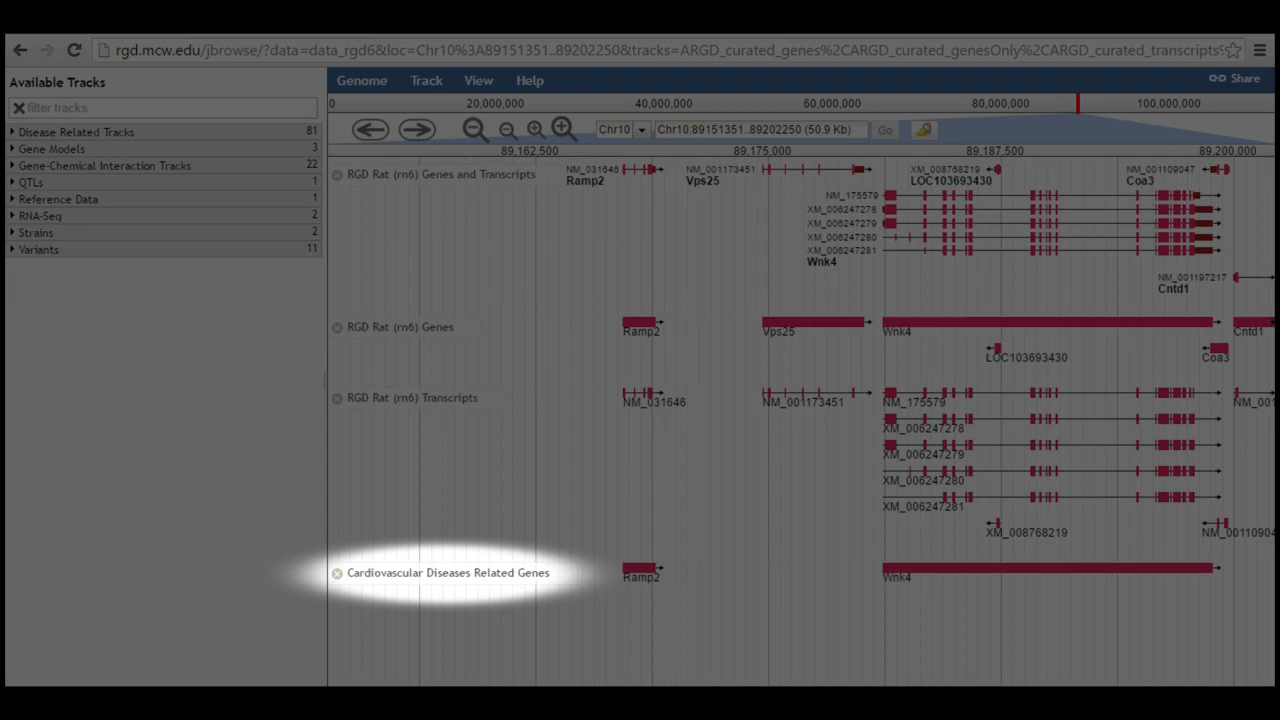 rgd.mcw.edu/jbrowse/?data=data_rgd6&loc=Chr10%3A89151351..89202250&tracks=ARGD_curated_genes%2CARGD_curated_genesOnly%2CARGD_curated_transcripts%
Available Tracks
filter tracks
Disease Related Tracks 81
Gene Models 3
Gene-Chemical Interaction Tracks 22
QTLs 1
Reference Data 1
RNA-Seq 2
Strains 2
Variants 11
Genome Track View Help Share
0 20,000,000 40,000,000 60,000,000 80,000,000 100,000,000
Chr10 Chr10:89151351..89202250 (50.9 Kb) Go
89,162,500 89,175,000 89,187,500 89,200,000
RGD Rat (rn6) Genes and Transcripts
NM_031646 NM_001173451 XM_008768219 NM_001109047
Ramp2 Vps25 LOC103693430 Coa3
NM_175579
XM_006247278
XM_006247279
XM_006247280
XM_006247281
Wnk4
NM_001197217
Cntd1
RGD Rat (rn6) Genes
Ramp2 Vps25 Wnk4 Cntd1
LOC103693430 Coa3
RGD Rat (rn6) Transcripts
NM_031646 NM_001173451 NM_175579 NM_001
XM_006247278
XM_006247279
XM_006247280
XM_006247281
XM_008768219 NM_00110904
Cardiovascular Diseases Related Genes
Ramp2 Wnk4